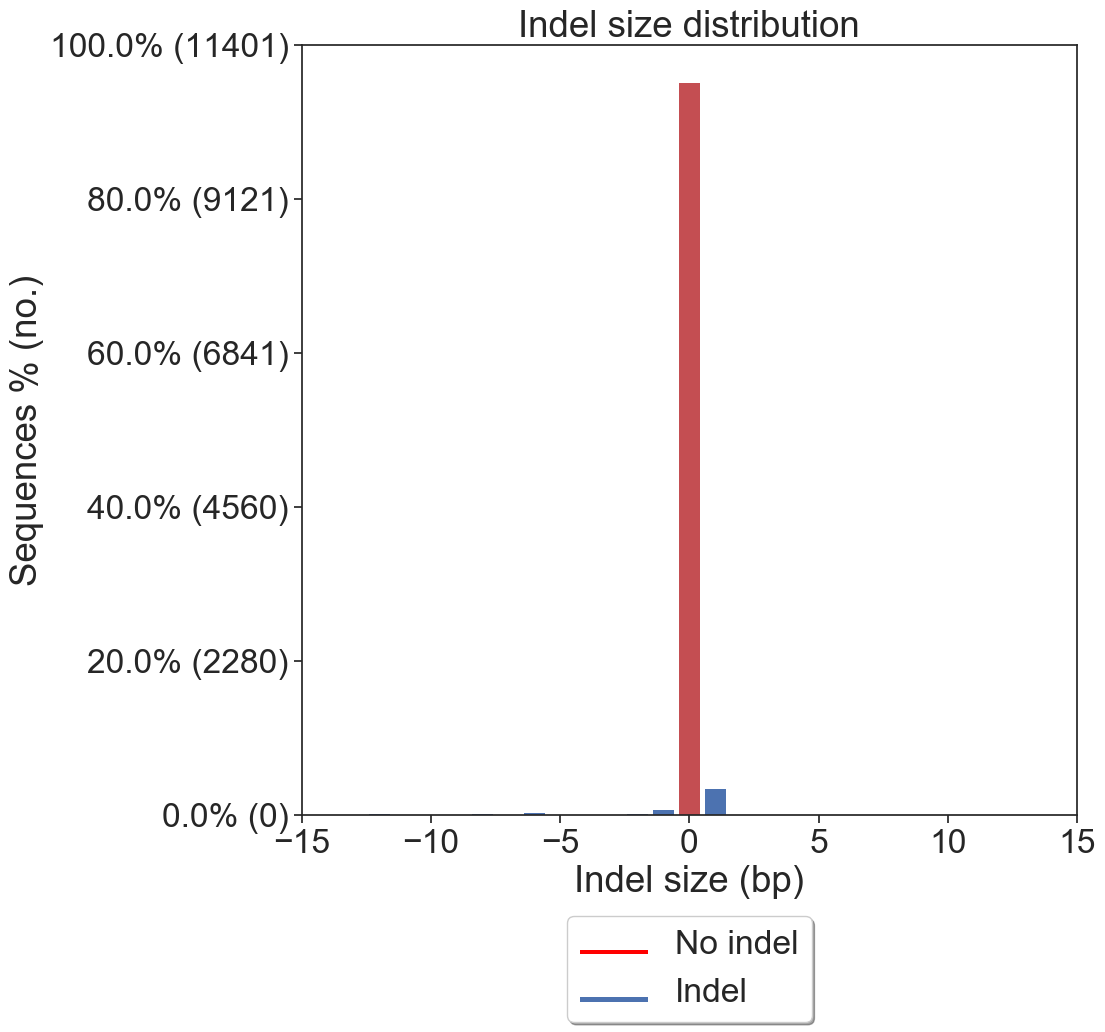 Indel size distribution
100.0% (11401)
80.0% (9121)
60.0% (6841)
40.0% (4560)
20.0% (2280)
0.0% (0)
Sequences % (no.)
−15 −10 −5 0 5 10 15
Indel size (bp)
No indel
Indel